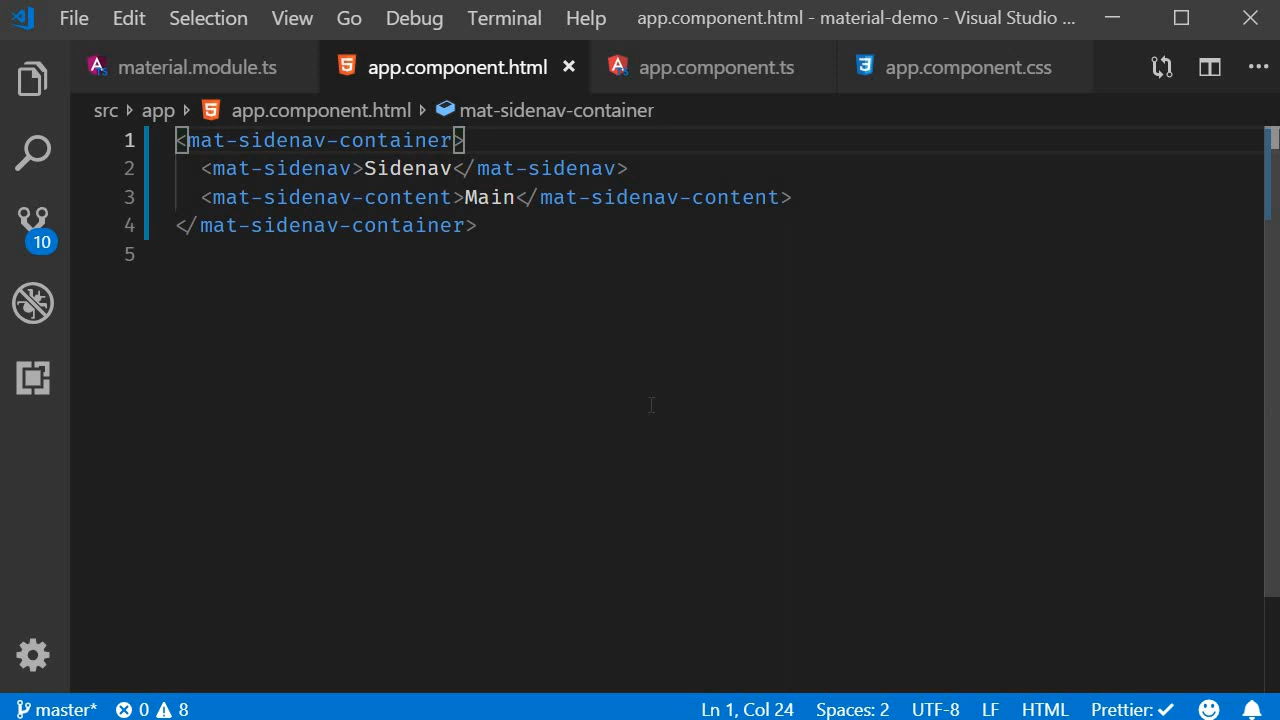 File Edit Selection View Go Debug Terminal Help app.component.html - material-demo - Visual Studio ...
material.module.ts app.component.html app.component.ts app.component.css
src app app.component.html mat-sidenav-container
1 <mat-sidenav-container>
2 <mat-sidenav>Sidenav</mat-sidenav>
3 <mat-sidenav-content>Main</mat-sidenav-content>
4 </mat-sidenav-container>
5
10
master* 0 8 Ln 1, Col 24 Spaces: 2 UTF-8 LF HTML Prettier: ✓